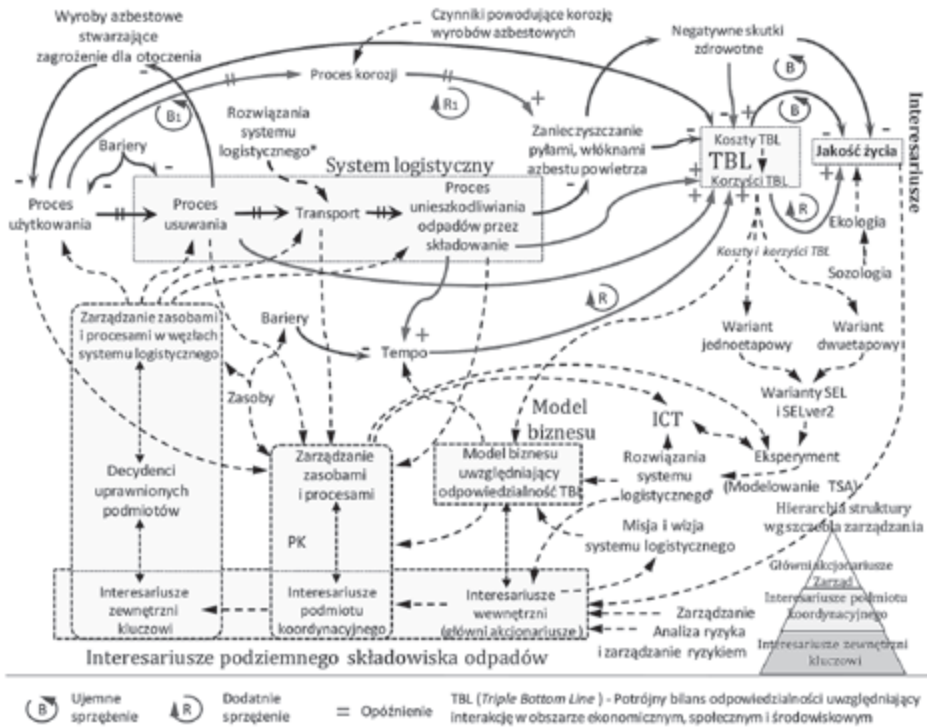 Wyroby azbestowe
stwarzające
zagrożenie dla otoczenia
Czynniki powodujące korozję
wyrobów azbestowych
Negatywne skutki
zdrowotne
Proces korozji
B
B
B1
R1
Bariery
Rozwiązania
systemu
logistycznego*
System logistyczny
Zanieczyszczanie
pyłami, włóknami
azbestu powietrza
Koszty TBL
TBL
Korzyści TBL
Jakość życia
Interesariusze
Proces
użytkowania
Proces
usuwania
Transport
Proces
unieszkodliwiania
odpadów przez
składowanie
R
Ekologia
Koszty i korzyści TBL
Sozologia
R
Zarządzanie zasobami
i procesami w węzłach
systemu logistycznego
Bariery
Tempo
Wariant
jednoetapowy
Wariant
dwuetapowy
Zasoby
Warianty SEL
i SELver2
Model
biznesu
ICT
Zarządzanie
zasobami
i procesami
Model biznesu
uwzględniający
odpowiedzialność TBL
Rozwiązania
systemu
logistycznego*
Eksperyment
(Modelowanie TSA)
Decydenci
uprawnionych
podmiotów
PK
Misja i wizja
systemu logistycznego
Hierarchia struktury
wg szczebla zarządzania
Główni akcjonariusze
Zarząd
Interesariusze podmiotu
koordynacyjnego
Interesariusze zewnętrzni
kluczowi
Interesariusze
zewnętrzni
kluczowi
Interesariusze
podmiotu
koordynacyjnego
Interesariusze
wewnętrzni
(główni akcjonariusze)
Zarządzanie
Analiza ryzyka
i zarządzanie ryzykiem
Interesariusze podziemnego składowiska odpadów
B Ujemne
sprzężenie
R Dodatnie
sprzężenie
= Opóźnienie
TBL (Triple Bottom Line) - Potrójny bilans odpowiedzialności uwzględniający
interakcję w obszarze ekonomicznym, społecznym i środowiskowym